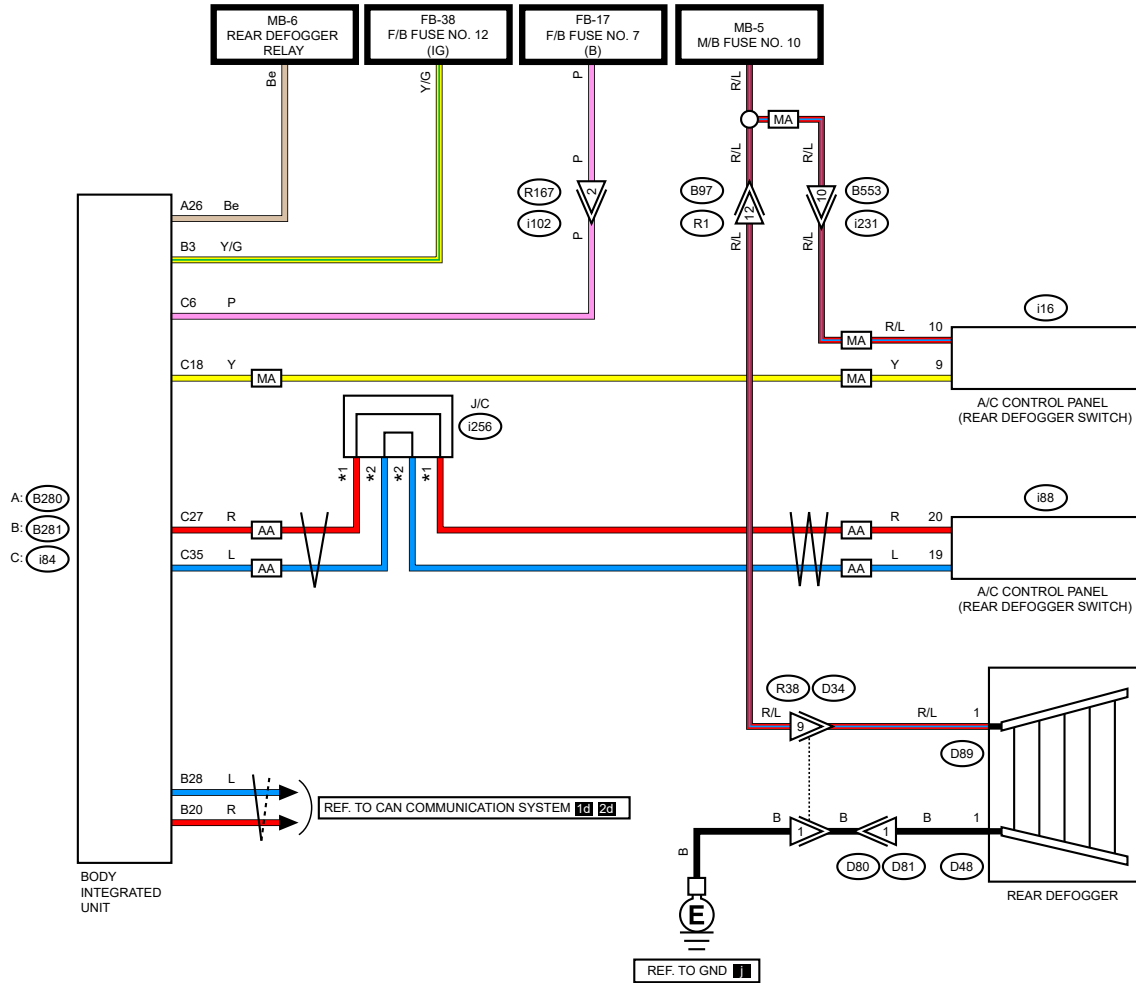 MB-6
REAR DEFOGGER
RELAY
FB-38
F/B FUSE NO. 12
(IG)
FB-17
F/B FUSE NO. 7
(B)
MB-5
M/B FUSE NO. 10
Be
Y/G
P
R/L
MA
P
R/L
R/L
R167
i102
2
B97
R1
12
10
B553
i231
P
R/L
A26 Be
B3 Y/G
C6 P
C18 Y
MA
MA R/L 10
MA Y 9
i16
A/C CONTROL PANEL
(REAR DEFOGGER SWITCH)
J/C
i256
*1 *2 *2 *1
A: B280
B: B281
C: i84
C27 R
AA
C35 L
AA
AA R 20
AA L 19
i88
A/C CONTROL PANEL
(REAR DEFOGGER SWITCH)
R38 D34
R/L 9 R/L 1
D89
B28 L
B20 R
REF. TO CAN COMMUNICATION SYSTEM 1d 2d
B 1 B 1 B 1
D80 D81 D48
B
E
REF. TO GND j
REAR DEFOGGER
BODY
INTEGRATED
UNIT